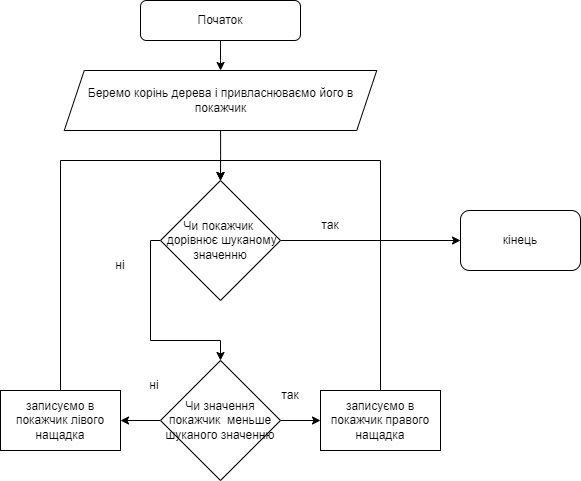 Початок
Беремо корінь дерева і привласнюваємо його в
покажчик
Чи покажчик
дорівнює шуканому
значенню
так
кінець
ні
ні
Чи значення
покажчик меньше
шуканого значенню
так
записуємо в
покажчик лівого
нащадка
записуємо в
покажчик правого
нащадка